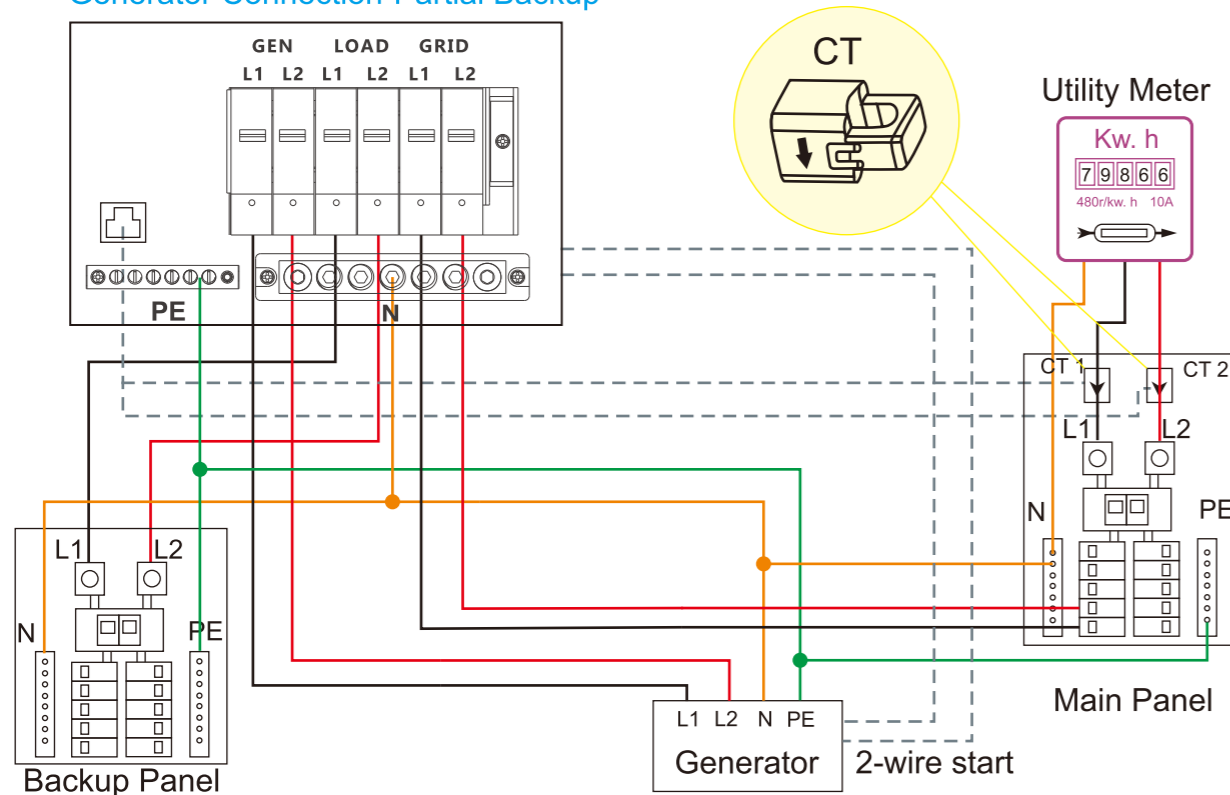 Generator Connection-Partial Backup
GEN LOAD GRID
L1 L2 L1 L2 L1 L2
CT
Utility Meter
Kw. h
79866
480r/kw. h 10A
PE
N
CT 1
CT 2
L1 L2
N
PE
L1 L2
N
PE
Main Panel
L1 L2 N PE
Generator
2-wire start
Backup Panel